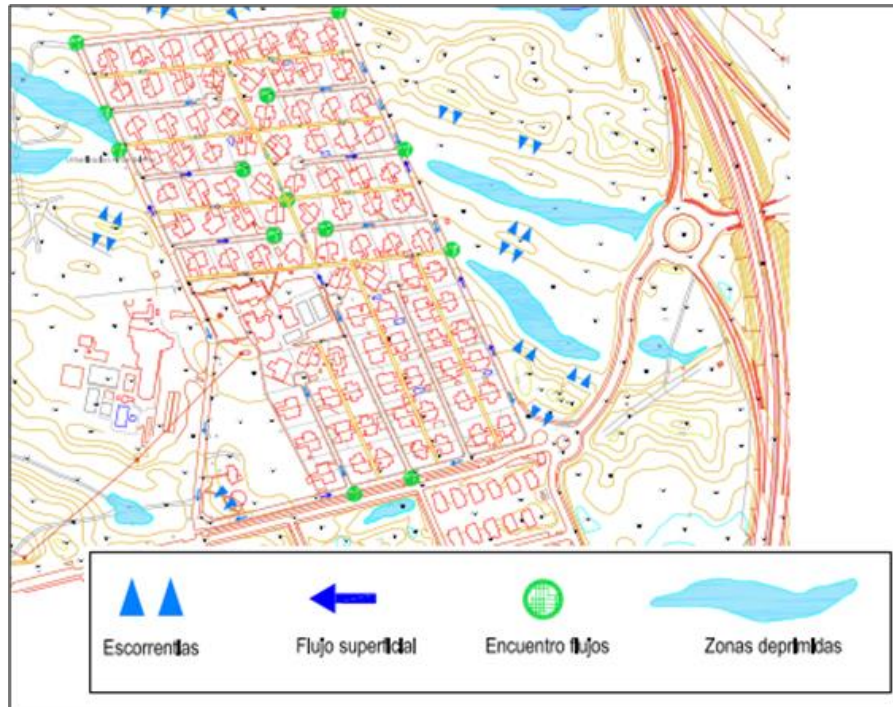 Escorrentias
Flujo superficial
Encuentro flujos
Zonas deprimidas